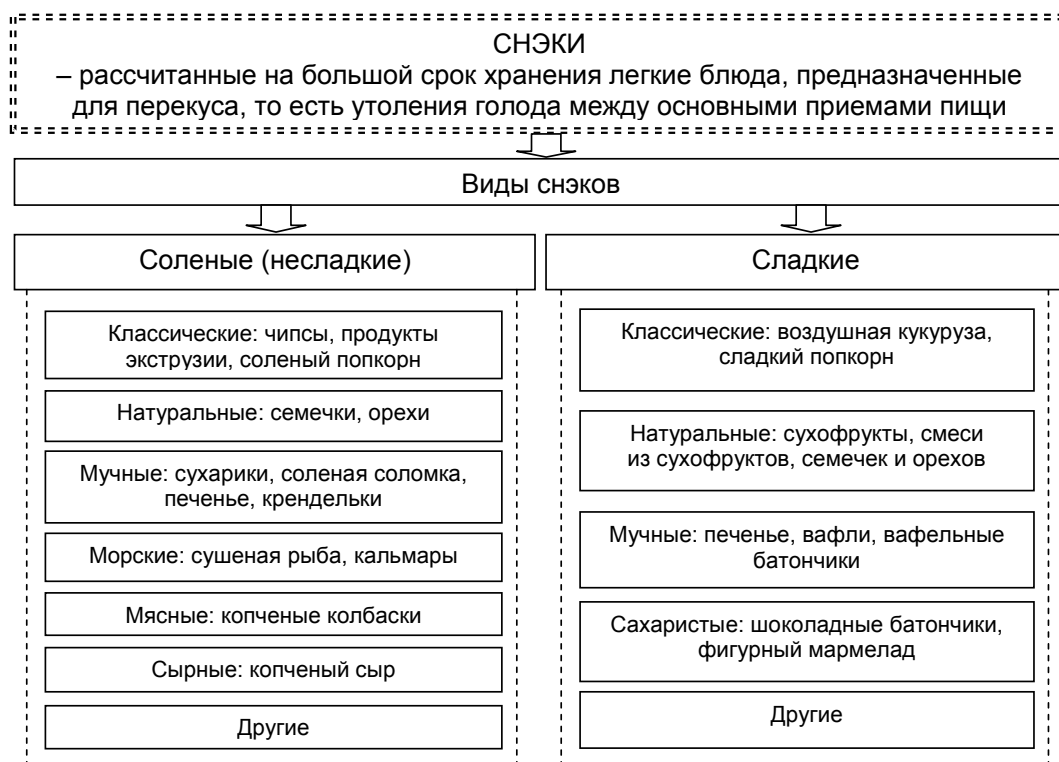 СНЭКИ
– рассчитанные на большой срок хранения легкие блюда, предназначенные
для перекуса, то есть утоления голода между основными приемами пищи
Виды снэков
Соленые (несладкие)
Классические: чипсы, продукты
экструзии, соленый попкорн
Натуральные: семечки, орехи
Мучные: сухарики, соленая соломка,
печенье, крендельки
Морские: сушеная рыба, кальмары
Мясные: копченые колбаски
Сырные: копченый сыр
Другие
Сладкие
Классические: воздушная кукуруза,
сладкий попкорн
Натуральные: сухофрукты, смеси
из сухофруктов, семечек и орехов
Мучные: печенье, вафли, вафельные
батончики
Сахаристые: шоколадные батончики,
фигурный мармелад
Другие